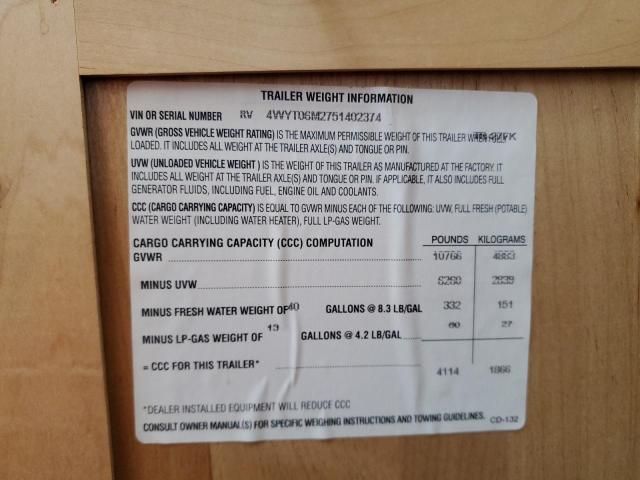 TRAILER WEIGHT INFORMATION
VIN OR SERIAL NUMBER RV 4WYT06M2751402374
GVWR (GROSS VEHICLE WEIGHT RATING) IS THE MAXIMUM PERMISSIBLE WEIGHT OF THIS TRAILER WHEN FULLY
LOADED. IT INCLUDES ALL WEIGHT AT THE TRAILER AXLE(S) AND TONGUE OR PIN.
UVW (UNLOADED VEHICLE WEIGHT ) IS THE WEIGHT OF THIS TRAILER AS MANUFACTURED AT THE FACTORY. IT
INCLUDES ALL WEIGHT AT THE TRAILER AXLE(S) AND TONGUE OR PIN. IF APPLICABLE, IT ALSO INCLUDES FULL
GENERATOR FLUIDS, INCLUDING FUEL, ENGINE OIL AND COOLANTS.
CCC (CARGO CARRYING CAPACITY) IS EQUAL TO GVWR MINUS EACH OF THE FOLLOWING: UVW, FULL FRESH (POTABLE)
WATER WEIGHT (INCLUDING WATER HEATER), FULL LP-GAS WEIGHT.
CARGO CARRYING CAPACITY (CCC) COMPUTATION POUNDS KILOGRAMS
GVWR 10766 4883
MINUS UVW 6260 2839
MINUS FRESH WATER WEIGHT OF 40 GALLONS @ 8.3 LB/GAL 332 151
MINUS LP-GAS WEIGHT OF 13 GALLONS @ 4.2 LB/GAL 60 27
= CCC FOR THIS TRAILER* 4114 1866
*DEALER INSTALLED EQUIPMENT WILL REDUCE CCC
CONSULT OWNER MANUAL(S) FOR SPECIFIC WEIGHING INSTRUCTIONS AND TOWING GUIDELINES. CD-132